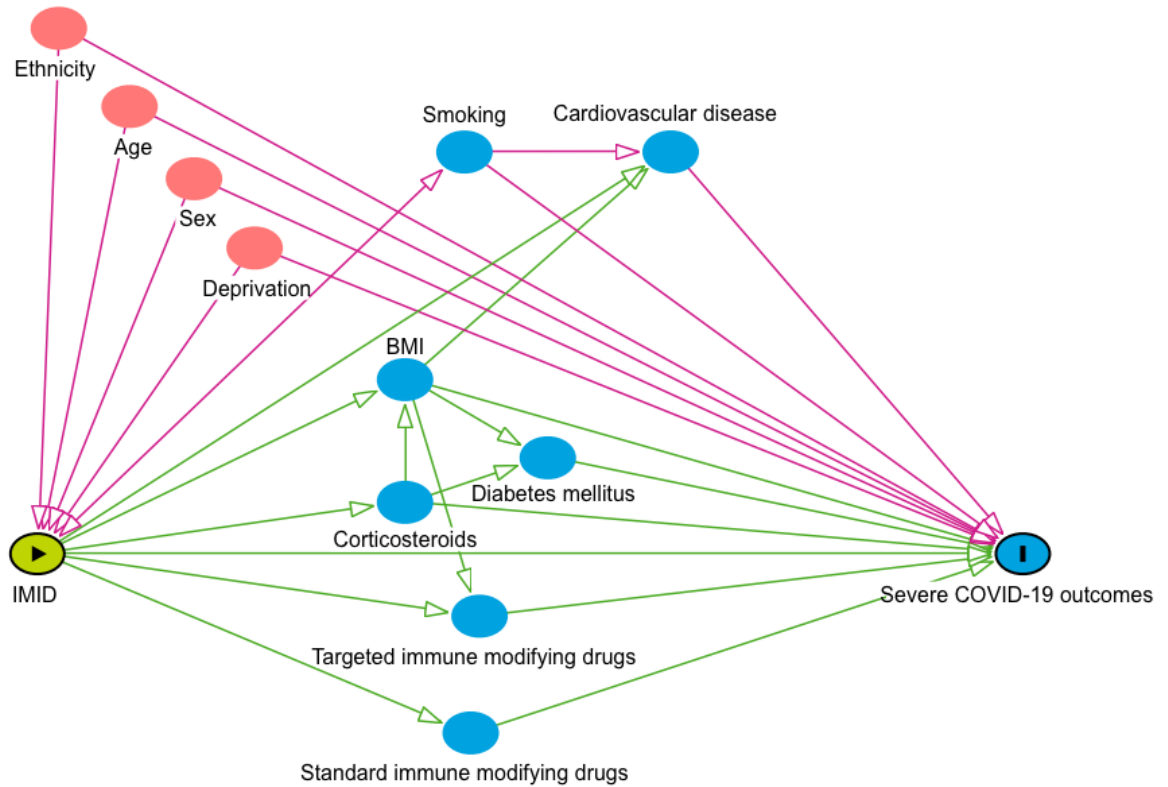 Ethnicity
Age
Smoking
Cardiovascular disease
Sex
Deprivation
BMI
Diabetes mellitus
Corticosteroids
IMID
Severe COVID-19 outcomes
Targeted immune modifying drugs
Standard immune modifying drugs